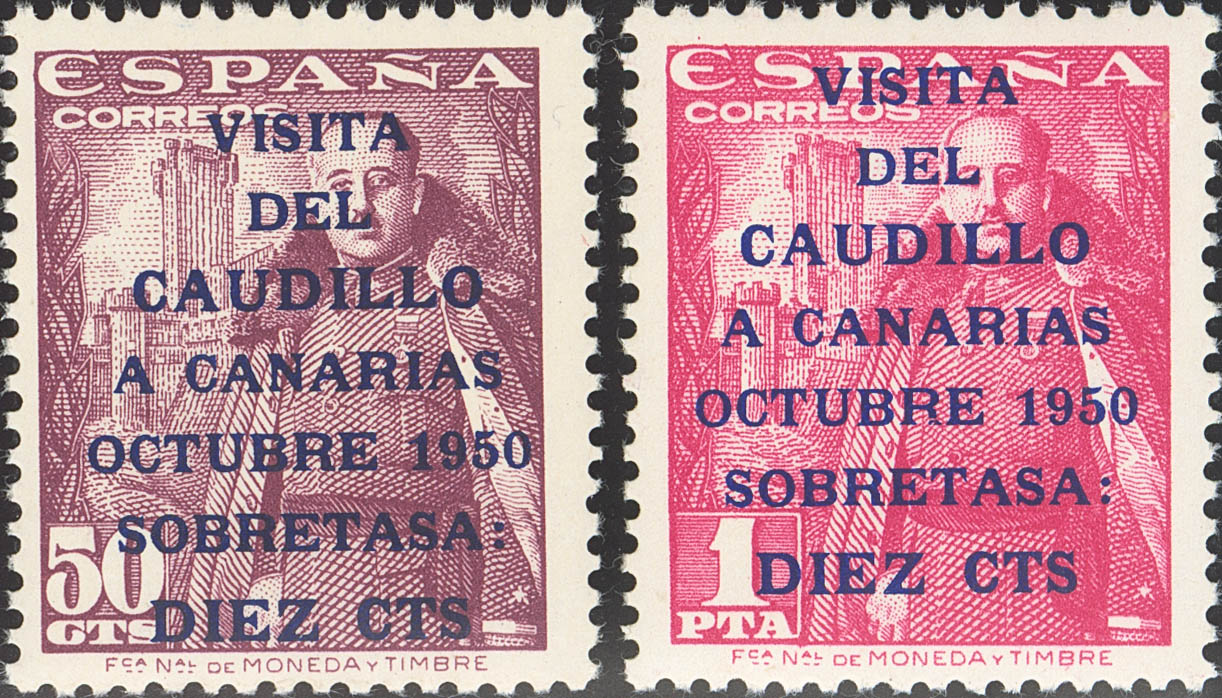 ESPAÑA
CORREOS
VISITA
DEL
CAUDILLO
A CANARIAS
OCTUBRE 1950
SOBRETASA:
DIEZ CTS
50
CTS
FCA NAL DE MONEDA Y TIMBRE
ESPAÑA
CORREOS
VISITA
DEL
CAUDILLO
A CANARIAS
OCTUBRE 1950
SOBRETASA:
DIEZ CTS
1
PTA
FCA NAL DE MONEDA Y TIMBRE